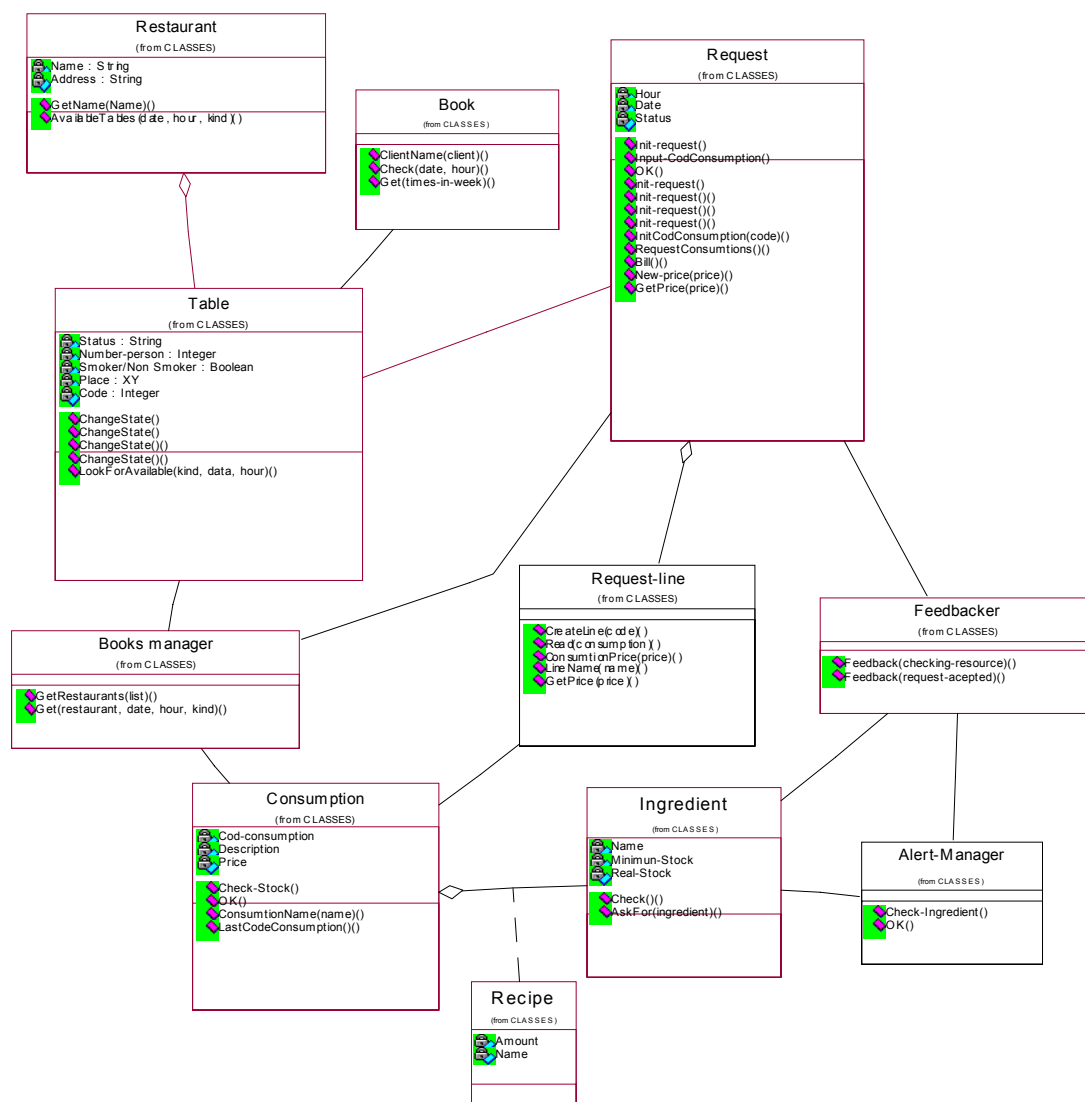 Restaurant
(from CLASSES)
Name : String
Address : String
GetName(Name)()
AvailableTables(date, hour, kind)()
Book
(from CLASSES)
ClientName(client)()
Check(date, hour)()
Get(times-in-week)()
Request
(from CLASSES)
Hour
Date
Status
Init-request()
Input-CodConsumption()
OK()
init-request()
Init-request()()
Init-request()()
Init-request()()
InitCodConsumption(code)()
RequestConsumtions()()
Bill()()
New-price(price)()
GetPrice(price)()
Table
(from CLASSES)
Status : String
Number-person : Integer
Smoker/Non Smoker : Boolean
Place : XY
Code : Integer
ChangeState()
ChangeState()
ChangeState()()
ChangeState()()
LookForAvailable(kind, data, hour)()
Request-line
(from CLASSES)
CreateLine(code)()
Read(consumption)()
ConsumtionPrice(price)()
LineName(name)()
GetPrice(price)()
Feedbacker
(from CLASSES)
Feedback(checking-resource)()
Feedback(request-acepted)()
Books manager
(from CLASSES)
GetRestaurants(list)()
Get(restaurant, date, hour, kind)()
Consumption
(from CLASSES)
Cod-consumption
Description
Price
Check-Stock()
OK()
ConsumtionName(name)()
LastCodeConsumption()()
Ingredient
(from CLASSES)
Name
Minimun-Stock
Real-Stock
Check()()
AskFor(ingredient)()
Alert-Manager
(from CLASSES)
Check-Ingredient()
OK()
Recipe
(from CLASSES)
Amount
Name